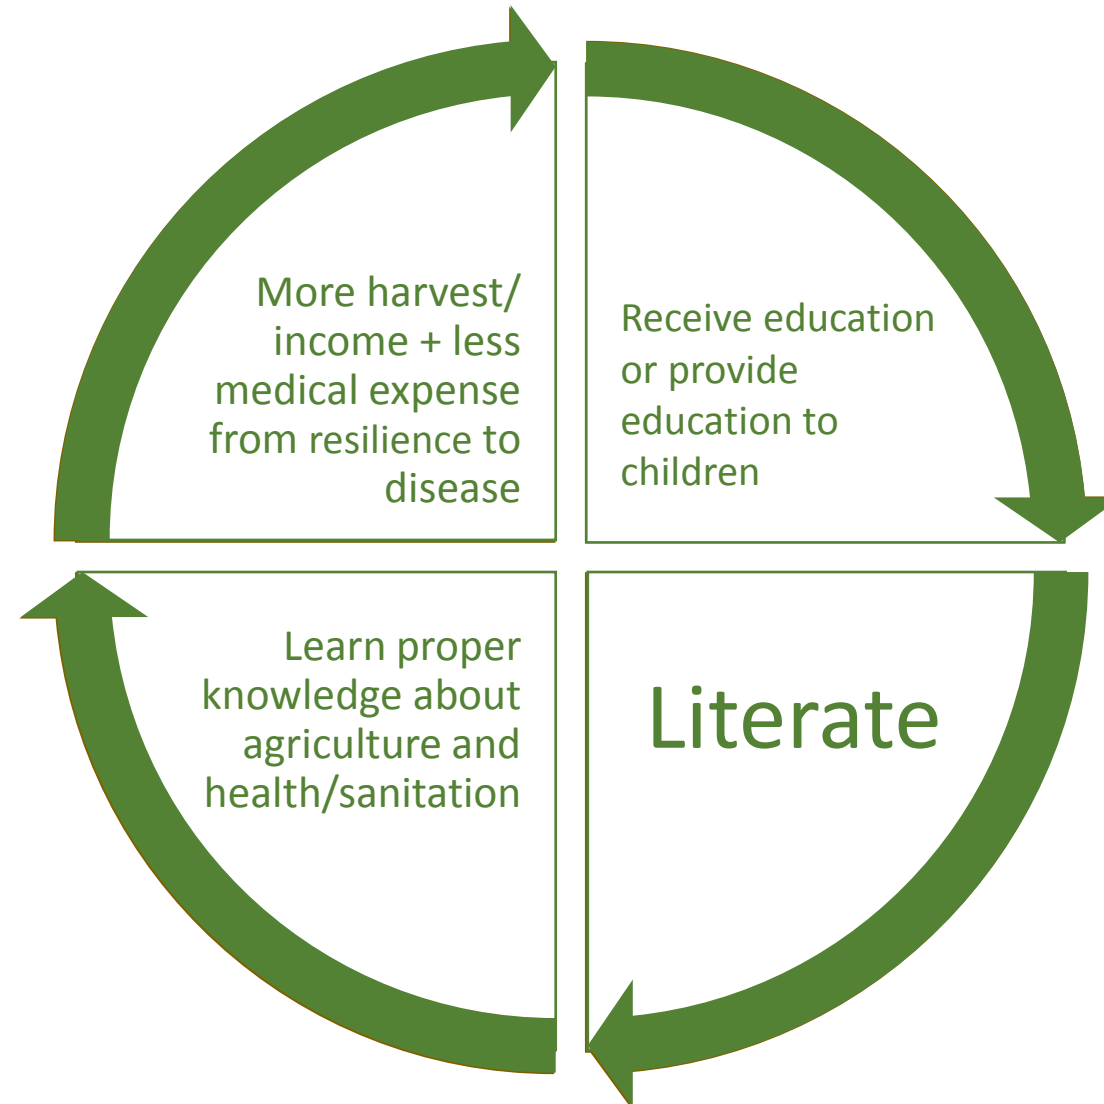 More harvest/
income + less
medical expense
from resilience to
disease
Receive education
or provide
education to
children
Learn proper
knowledge about
agriculture and
health/sanitation
Literate